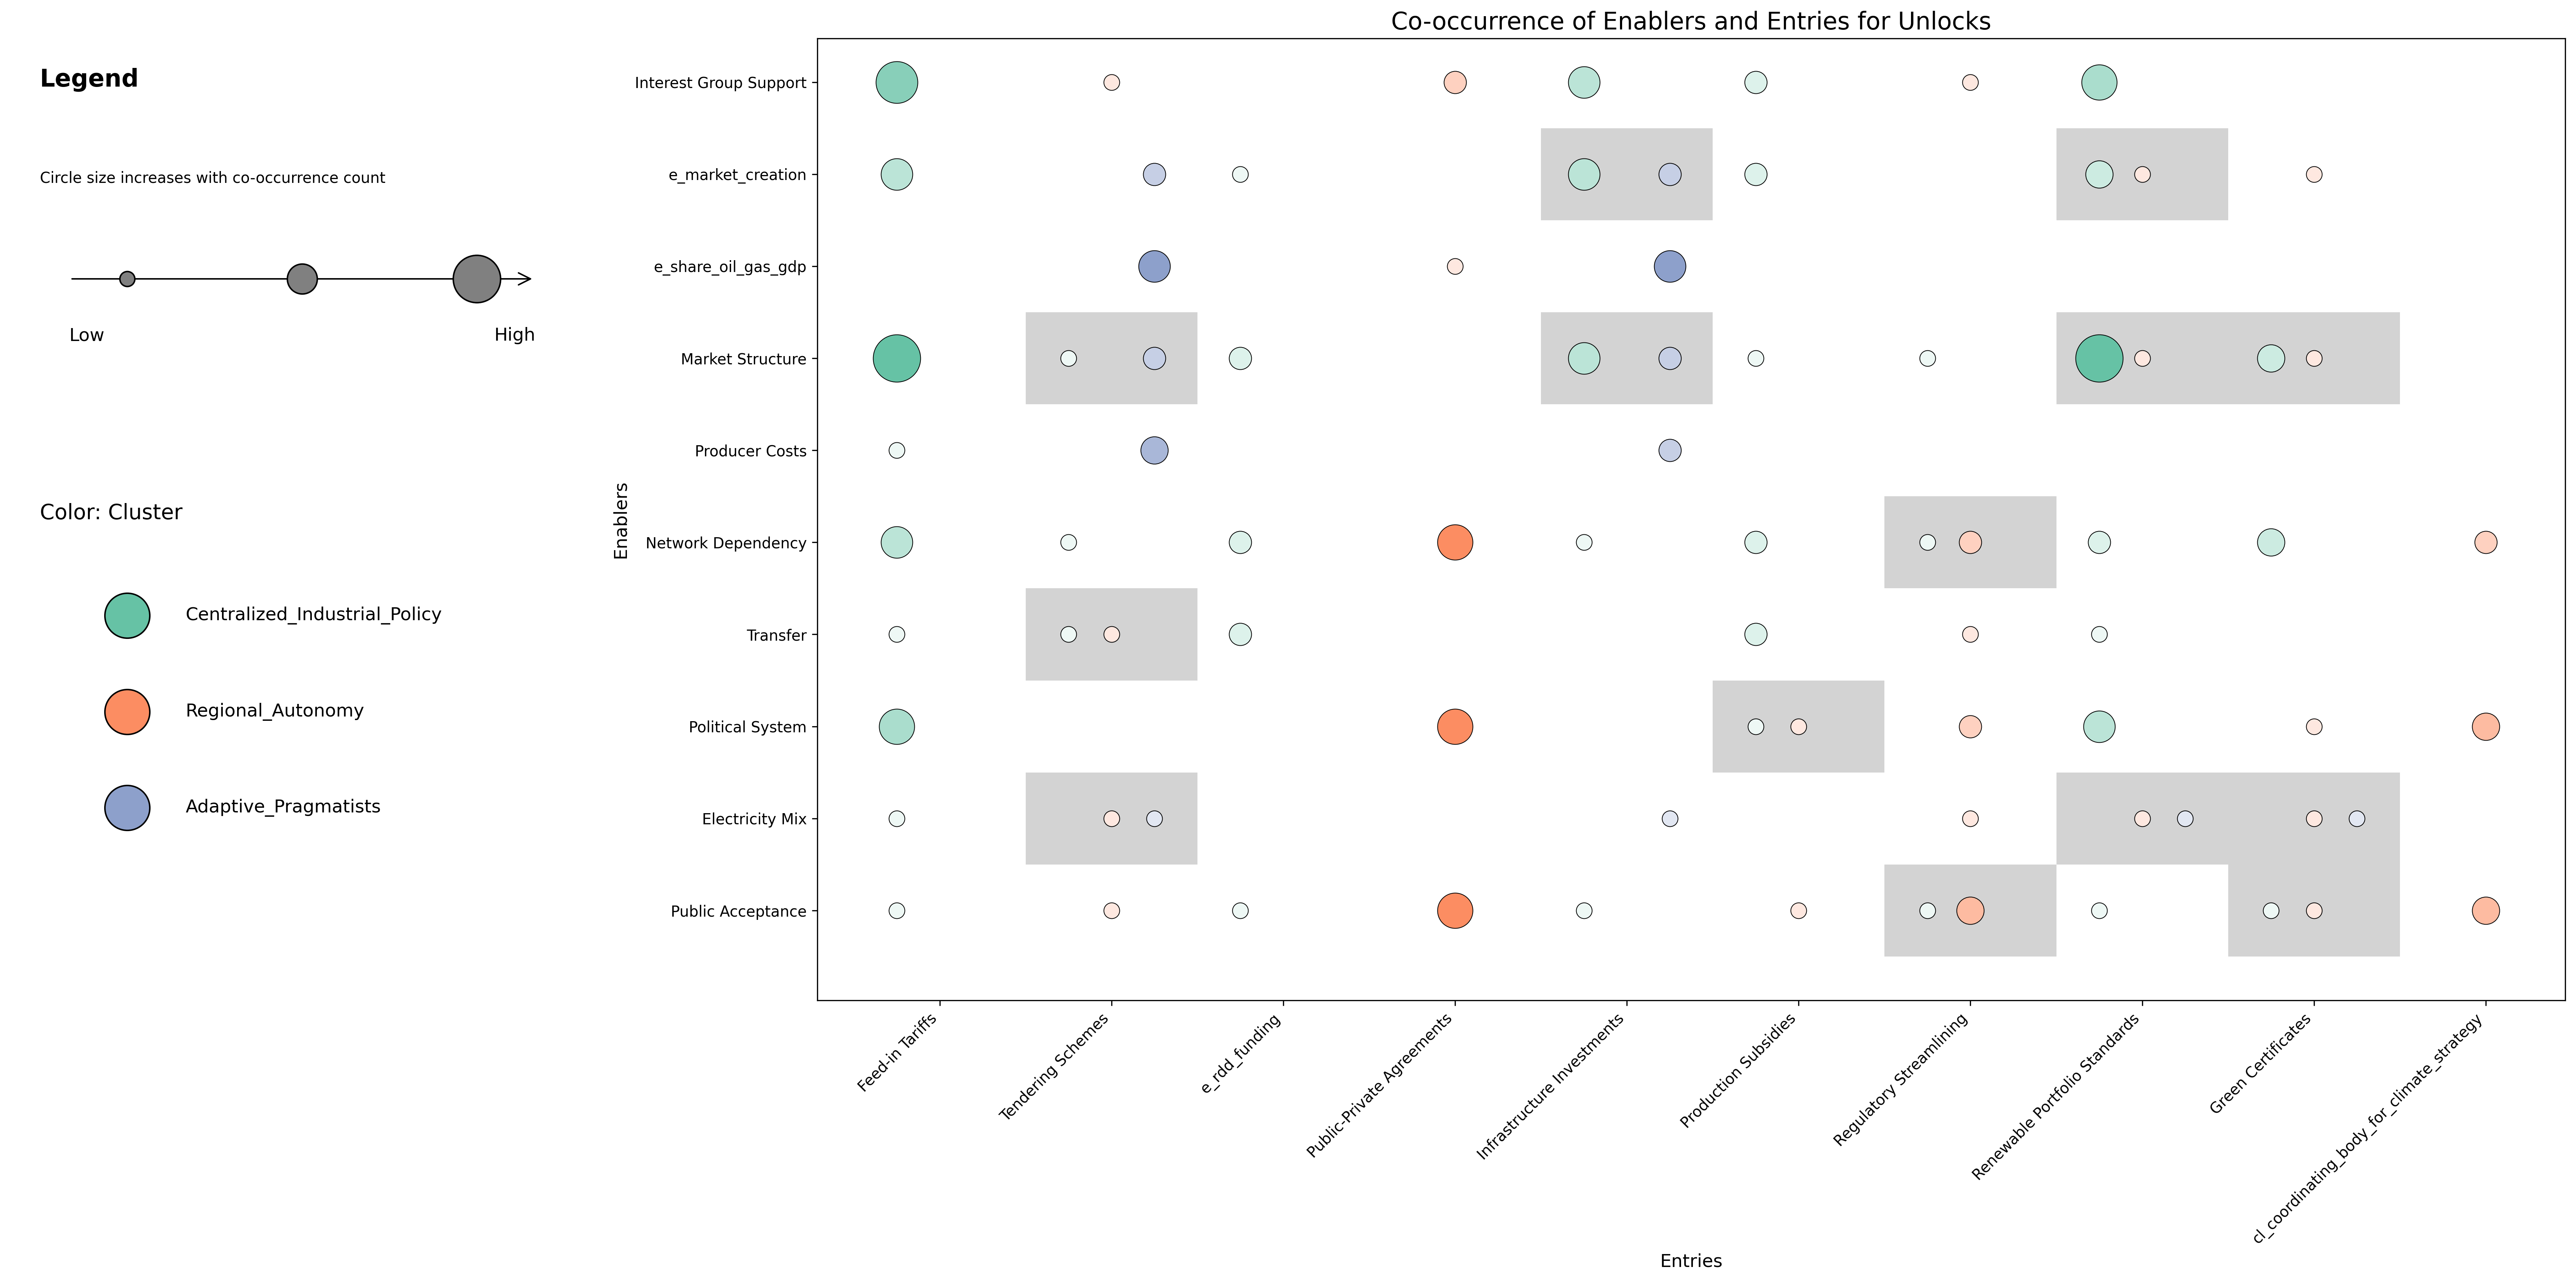 Co-occurrence of Enablers and Entries for Unlocks
Legend
Circle size increases with co-occurrence count
Low
High
Color: Cluster
Centralized_Industrial_Policy
Regional_Autonomy
Adaptive_Pragmatists
Enablers
Interest Group Support
e_market_creation
e_share_oil_gas_gdp
Market Structure
Producer Costs
Network Dependency
Transfer
Political System
Electricity Mix
Public Acceptance
Feed-in Tariffs
Tendering Schemes
e_rdd_funding
Public-Private Agreements
Infrastructure Investments
Production Subsidies
Regulatory Streamlining
Renewable Portfolio Standards
Green Certificates
cl_coordinating_body_for_climate_strategy
Entries